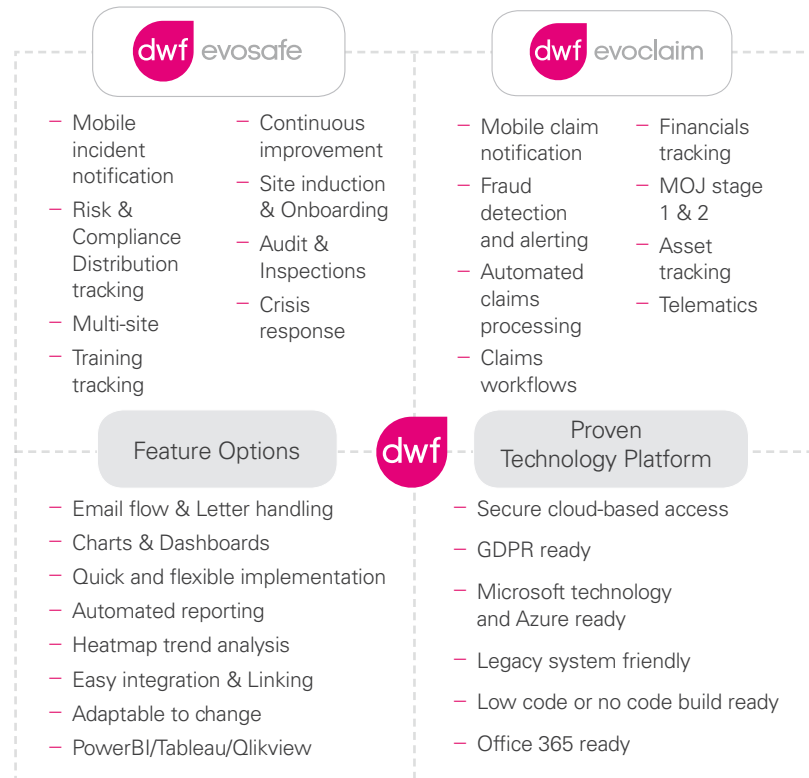 dwf evosafe
– Mobile
incident
notification
– Risk &
Compliance
Distribution
tracking
– Multi-site
– Training
tracking
– Continuous
improvement
– Site induction
& Onboarding
– Audit &
Inspections
– Crisis
response
dwf evoclaim
– Mobile claim
notification
– Fraud
detection
and alerting
– Automated
claims
processing
– Claims
workflows
– Financials
tracking
– MOJ stage
1 & 2
– Asset
tracking
– Telematics
dwf
Feature Options
– Email flow & Letter handling
– Charts & Dashboards
– Quick and flexible implementation
– Automated reporting
– Heatmap trend analysis
– Easy integration & Linking
– Adaptable to change
– PowerBI/Tableau/Qlikview
Proven
Technology Platform
– Secure cloud-based access
– GDPR ready
– Microsoft technology
and Azure ready
– Legacy system friendly
– Low code or no code build ready
– Office 365 ready